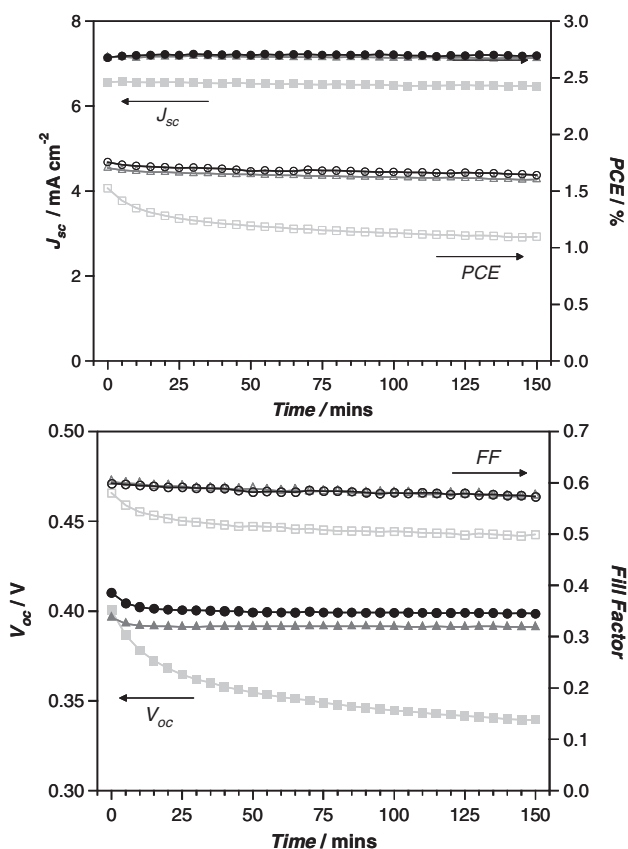 8
6
4
2
0
J_sc / mA cm⁻²
3.0
2.5
2.0
1.5
1.0
0.5
0.0
PCE / %
J_sc
PCE
0 25 50 75 100 125 150
Time / mins
0.50
0.45
0.40
0.35
0.30
V_oc / V
0.7
0.6
0.5
0.4
0.3
0.2
0.1
0.0
Fill Factor
FF
V_oc
0 25 50 75 100 125 150
Time / mins